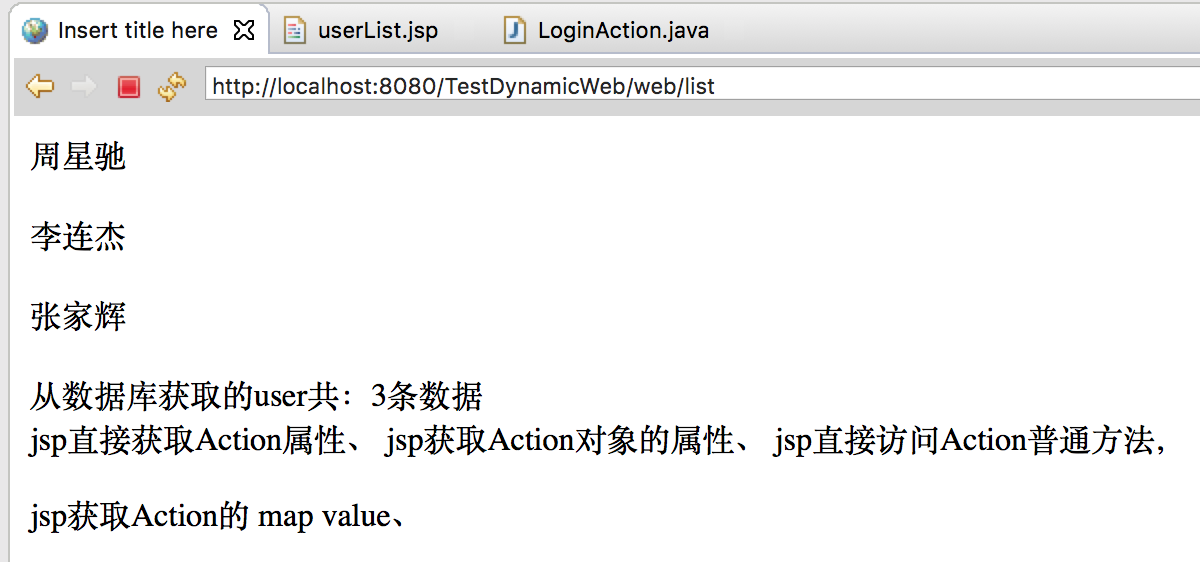 Insert title here userList.jsp LoginAction.java
http://localhost:8080/TestDynamicWeb/web/list
周星驰
李连杰
张家辉
从数据库获取的user共：3条数据
jsp直接获取Action属性、 jsp获取Action对象的属性、 jsp直接访问Action普通方法,
jsp获取Action的 map value、